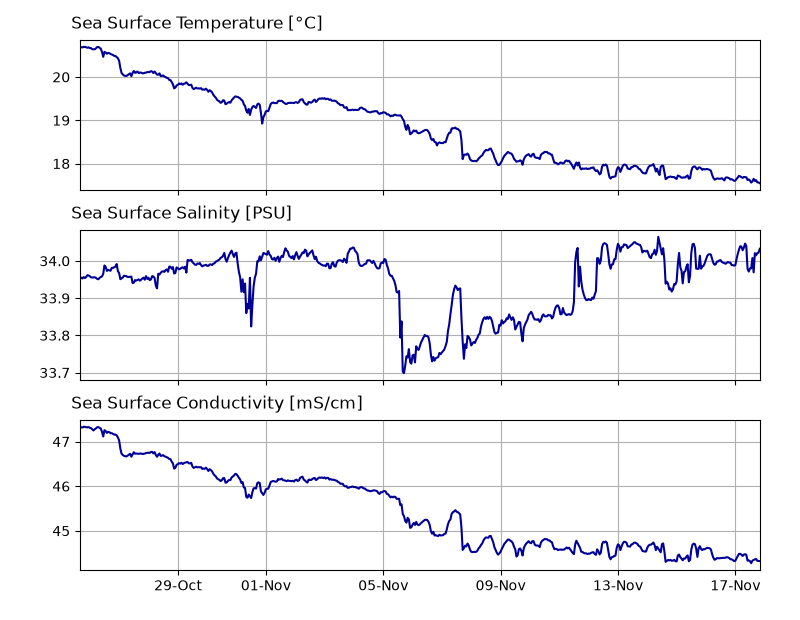 Sea Surface Temperature [°C]
20
19
18
Sea Surface Salinity [PSU]
34.0
33.9
33.8
33.7
Sea Surface Conductivity [mS/cm]
47
46
45
29-Oct 01-Nov 05-Nov 09-Nov 13-Nov 17-Nov